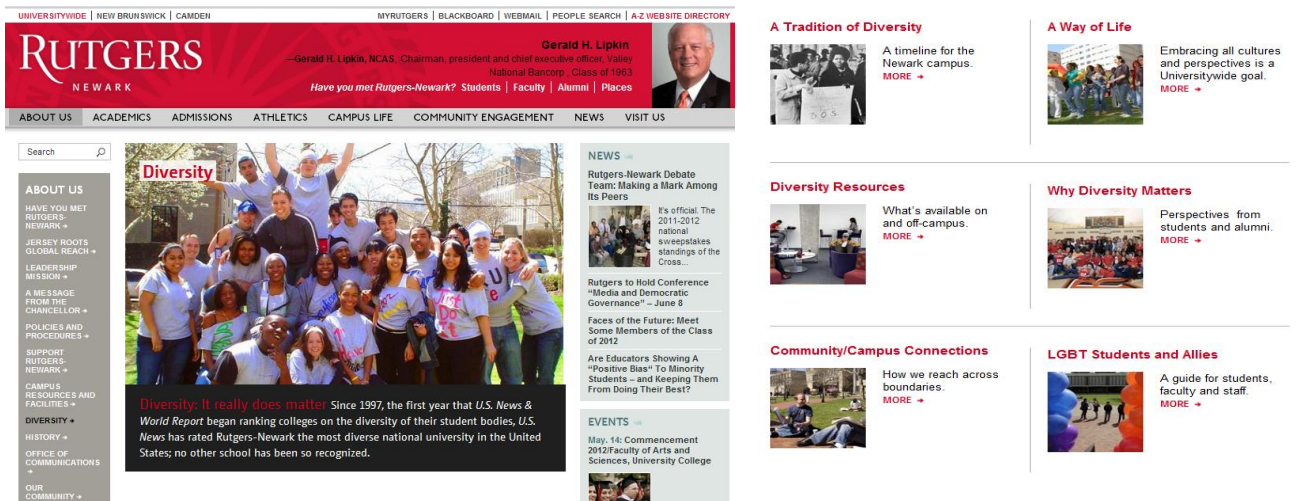 UNIVERSITYWIDE | NEW BRUNSWICK | CAMDEN
MYRUTGERS | BLACKBOARD | WEBMAIL | PEOPLE SEARCH | A-Z WEBSITE DIRECTORY
RUTGERS
NEWARK
Gerald H. Lipkin
—Gerald H. Lipkin, NCAS, Chairman, president and chief executive officer, Valley
National Bancorp, Class of 1963
Have you met Rutgers-Newark? Students | Faculty | Alumni | Places
ABOUT US ACADEMICS ADMISSIONS ATHLETICS CAMPUS LIFE COMMUNITY ENGAGEMENT NEWS VISIT US
Search
ABOUT US
HAVE YOU MET
RUTGERS-
NEWARK
JERSEY ROOTS
GLOBAL REACH
LEADERSHIP
MISSION
A MESSAGE
FROM THE
CHANCELLOR
POLICIES AND
PROCEDURES
SUPPORT
RUTGERS-
NEWARK
CAMPUS
RESOURCES AND
FACILITIES
DIVERSITY
HISTORY
OFFICE OF
COMMUNICATIONS
OUR
COMMUNITY
Diversity
Just
Do
It
Diversity: It really does matter Since 1997, the first year that U.S. News &
World Report began ranking colleges on the diversity of their student bodies, U.S.
News has rated Rutgers-Newark the most diverse national university in the United
States; no other school has been so recognized.
NEWS
Rutgers-Newark Debate
Team: Making a Mark Among
Its Peers
It's official. The
2011-2012
national
sweepstakes
standings of the
Cross...
Rutgers to Hold Conference
“Media and Democratic
Governance” – June 8
Faces of the Future: Meet
Some Members of the Class
of 2012
Are Educators Showing A
“Positive Bias” To Minority
Students – and Keeping Them
From Doing Their Best?
EVENTS
May. 14: Commencement
2012/Faculty of Arts and
Sciences, University College
A Tradition of Diversity
A timeline for the
Newark campus.
MORE
A Way of Life
Embracing all cultures
and perspectives is a
Universitywide goal.
MORE
Diversity Resources
What's available on
and off-campus.
MORE
Why Diversity Matters
Perspectives from
students and alumni.
MORE
Community/Campus Connections
How we reach across
boundaries.
MORE
LGBT Students and Allies
A guide for students,
faculty and staff.
MORE